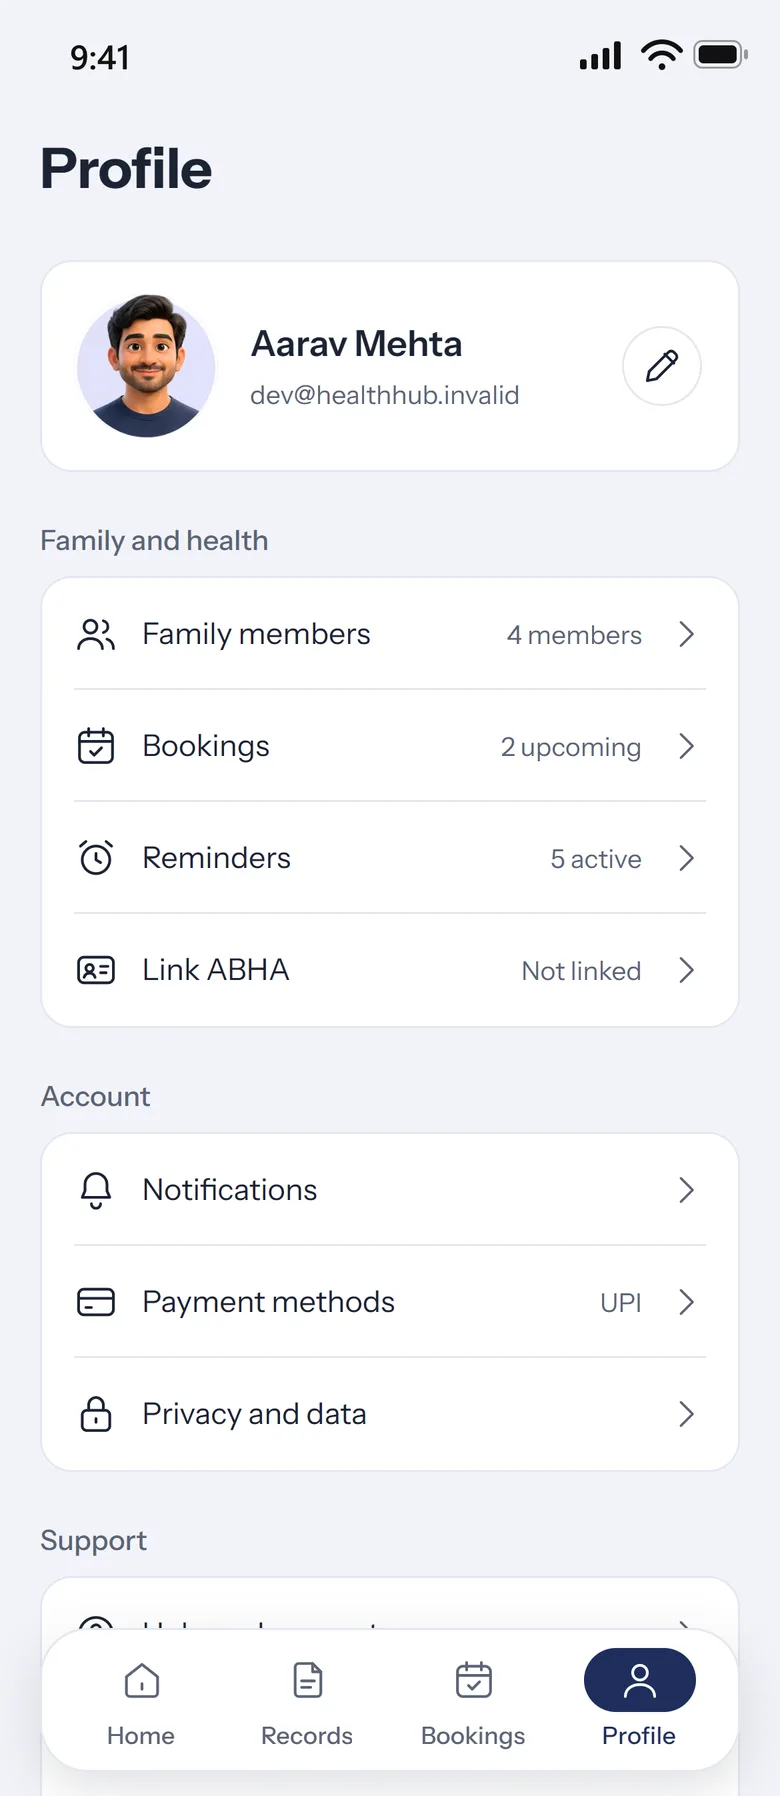 9:41
Profile
Aarav Mehta
dev@healthhub.invalid
Family and health
Family members 4 members
Bookings 2 upcoming
Reminders 5 active
Link ABHA Not linked
Account
Notifications
Payment methods UPI
Privacy and data
Support
Home Records Bookings Profile